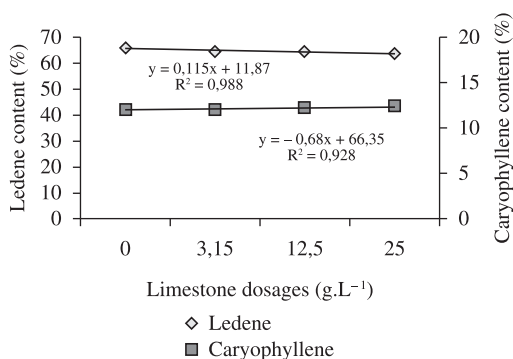 70
60
50
40
30
20
10
0
Ledene content (%)
y = 0,115x + 11,87
R² = 0,988
y = – 0,68x + 66,35
R² = 0,928
20
15
10
5
0
Caryophyllene content (%)
0 3,15 12,5 25
Limestone dosages (g.L⁻¹)
Ledene
Caryophyllene